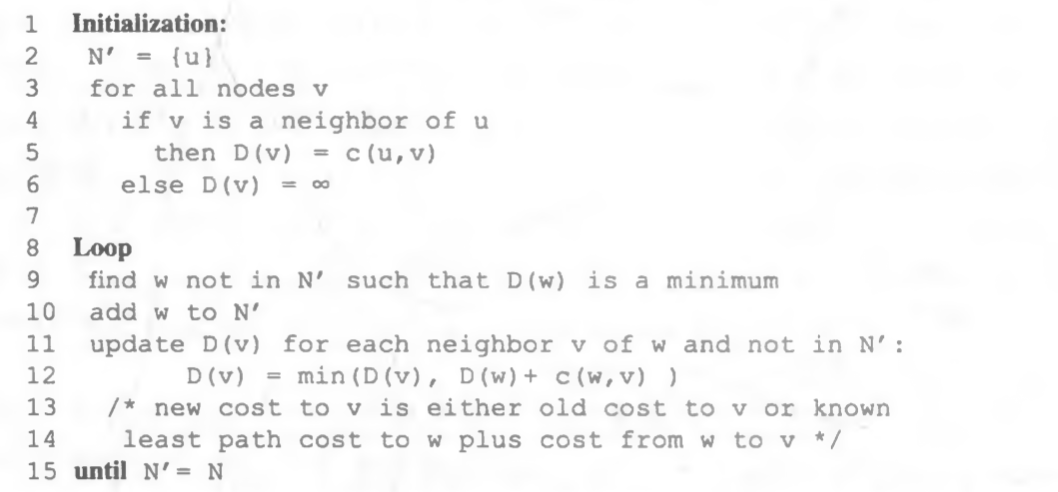 1 Initialization:
2 N′ = {u}
3 for all nodes v
4 if v is a neighbor of u
5 then D(v) = c(u,v)
6 else D(v) = ∞
7
8 Loop
9 find w not in N′ such that D(w) is a minimum
10 add w to N′
11 update D(v) for each neighbor v of w and not in N′:
12 D(v) = min(D(v), D(w)+ c(w,v) )
13 /* new cost to v is either old cost to v or known
14 least path cost to w plus cost from w to v */
15 until N′= N